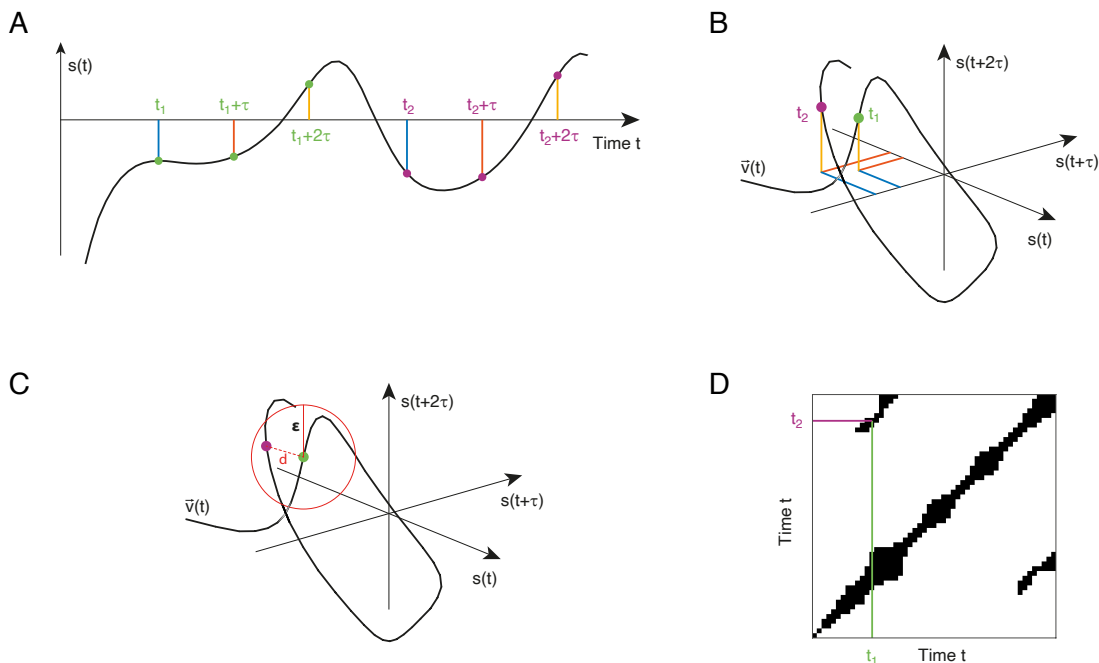 A
s(t)
t₁
t₁+τ
t₁+2τ
t₂
t₂+τ
t₂+2τ
Time t
B
s(t+2τ)
t₂
t₁
s(t+τ)
v⃗(t)
s(t)
C
s(t+2τ)
ε
d
s(t+τ)
v⃗(t)
s(t)
D
t₂
Time t
t₁
Time t